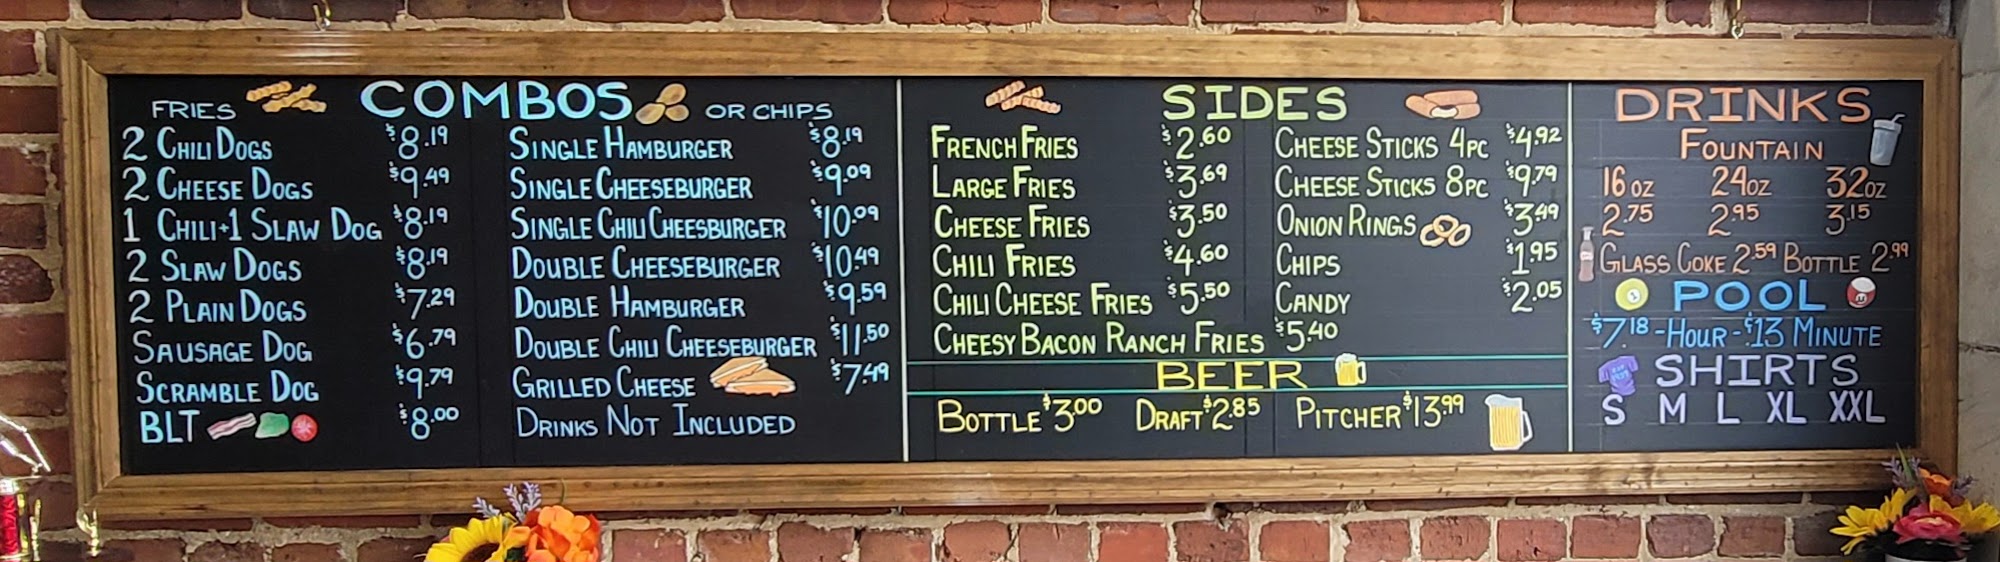 FRIES COMBOS OR CHIPS
2 CHILI DOGS $8.19
2 CHEESE DOGS $9.49
1 CHILI+1 SLAW DOG $8.19
2 SLAW DOGS $8.19
2 PLAIN DOGS $7.29
SAUSAGE DOG $6.79
SCRAMBLE DOG $9.79
BLT $8.00
SINGLE HAMBURGER $8.19
SINGLE CHEESEBURGER $9.09
SINGLE CHILI CHEESBURGER $10.09
DOUBLE CHEESEBURGER $10.49
DOUBLE HAMBURGER $9.59
DOUBLE CHILI CHEESEBURGER $11.50
GRILLED CHEESE $7.49
DRINKS NOT INCLUDED
SIDES
FRENCH FRIES $2.60
LARGE FRIES $3.69
CHEESE FRIES $3.50
CHILI FRIES $4.60
CHILI CHEESE FRIES $5.50
CHEESY BACON RANCH FRIES $5.40
CHEESE STICKS 4PC $4.92
CHEESE STICKS 8PC $9.79
ONION RINGS $3.49
CHIPS $1.95
CANDY $2.05
BEER
BOTTLE $3.00 DRAFT $2.85 PITCHER $13.99
DRINKS
FOUNTAIN
16 OZ 24OZ 32OZ
2.75 2.95 3.15
GLASS COKE 2.59 BOTTLE 2.99
POOL
$7.18-HOUR-¢13 MINUTE
SHIRTS
S M L XL XXL